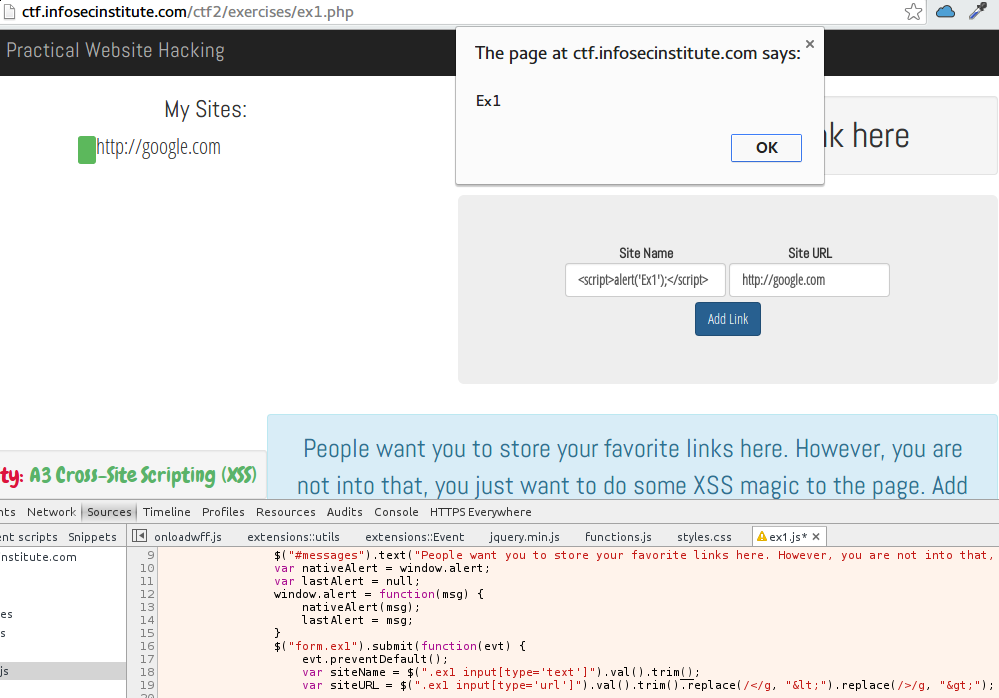 ctf.infosecinstitute.com/ctf2/exercises/ex1.php
Practical Website Hacking
The page at ctf.infosecinstitute.com says:
Ex1
OK
My Sites:
http://google.com
here
Site Name
Site URL
<script>alert('Ex1');</script>
http://google.com
Add Link
People want you to store your favorite links here. However, you are
not into that, you just want to do some XSS magic to the page. Add
ty: A3 Cross-Site Scripting (XSS)
nts Network Sources Timeline Profiles Resources Audits Console HTTPS Everywhere
ent scripts Snippets
onloadwff.js extensions::utils extensions::Event jquery.min.js functions.js styles.css ex1.js*
nstitute.com
es
s
js
9 $("#messages").text("People want you to store your favorite links here. However, you are not into that,
10 var nativeAlert = window.alert;
11 var lastAlert = null;
12 window.alert = function(msg) {
13 nativeAlert(msg);
14 lastAlert = msg;
15 }
16 $("form.ex1").submit(function(evt) {
17 evt.preventDefault();
18 var siteName = $(".ex1 input[type='text']").val().trim();
19 var siteURL = $(".ex1 input[type='url']").val().trim().replace(/</g, "&lt;").replace(/>/g, "&gt;");